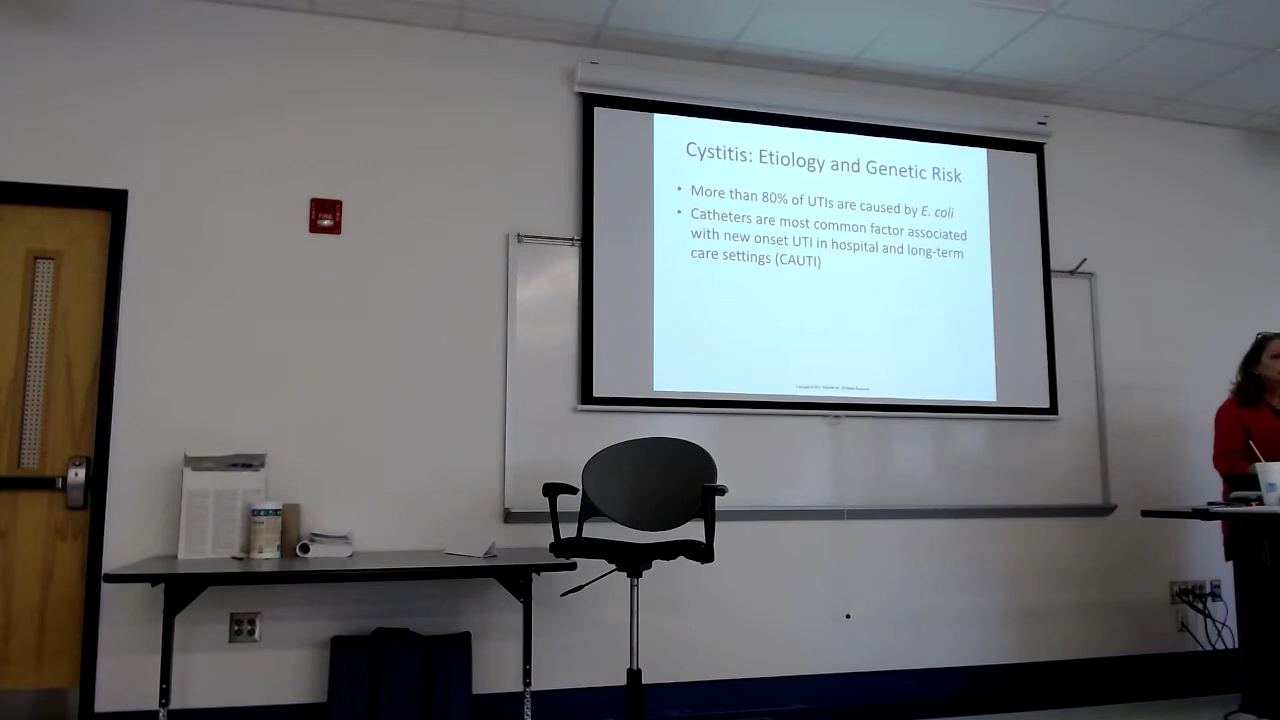 Cystitis: Etiology and Genetic Risk
• More than 80% of UTIs are caused by E. coli
• Catheters are most common factor associated
with new onset UTI in hospital and long-term
care settings (CAUTI)
FIRE